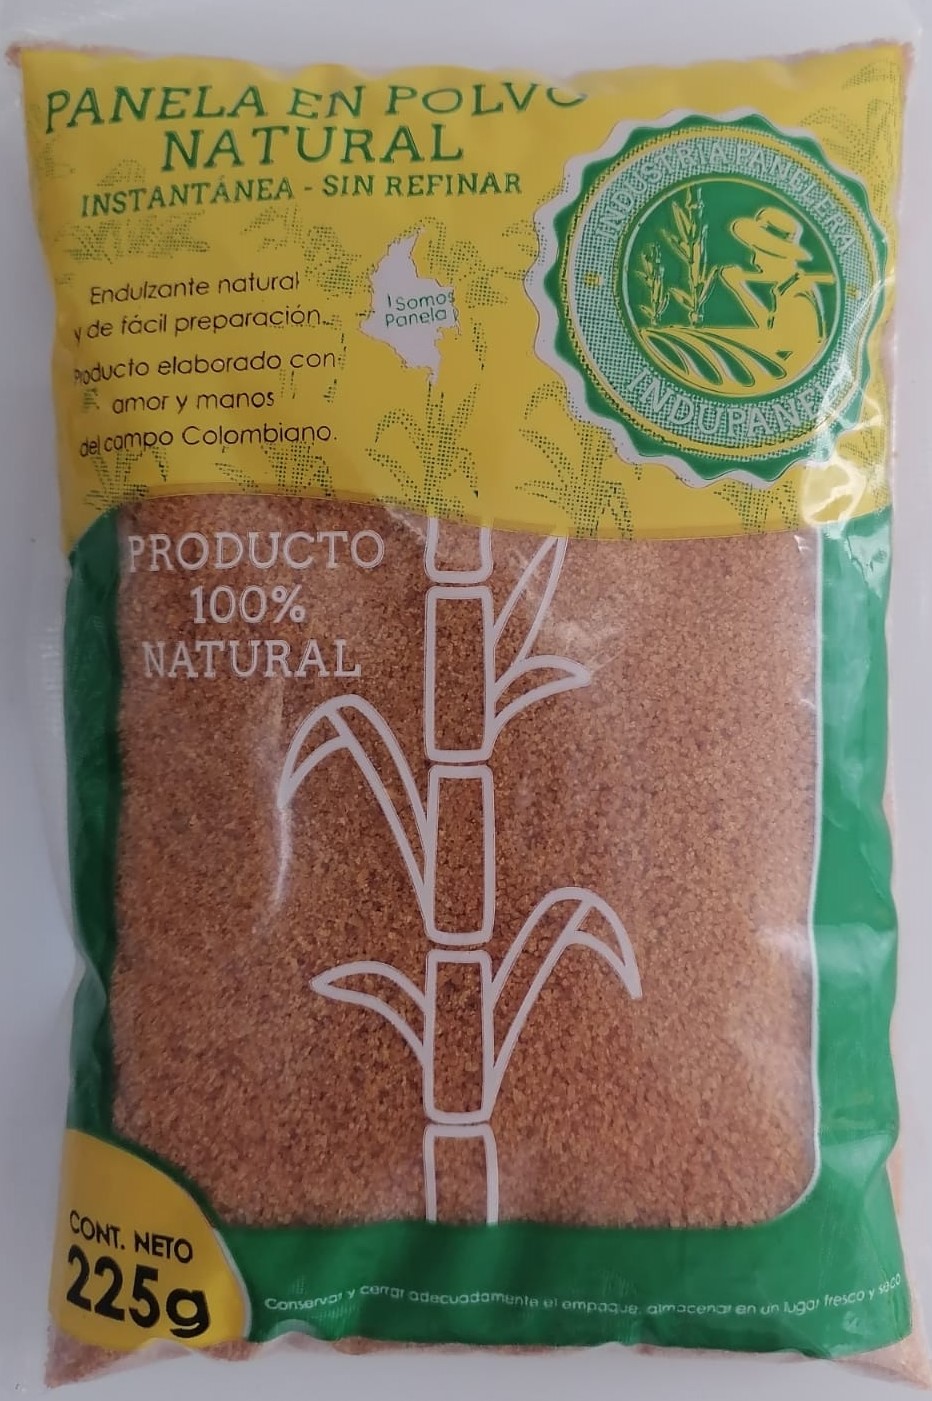 PANELA EN POLVO
NATURAL
INSTANTÁNEA - SIN REFINAR
Endulzante natural
y de fácil preparación.
Producto elaborado con
amor y manos
del campo Colombiano.
Somos
Panela
INDUSTRIA PANELERA
INDUPANELA
PRODUCTO
100%
NATURAL
CONT. NETO
225g
Conservar y cerrar adecuadamente el empaque, almacenar en un lugar fresco y seco